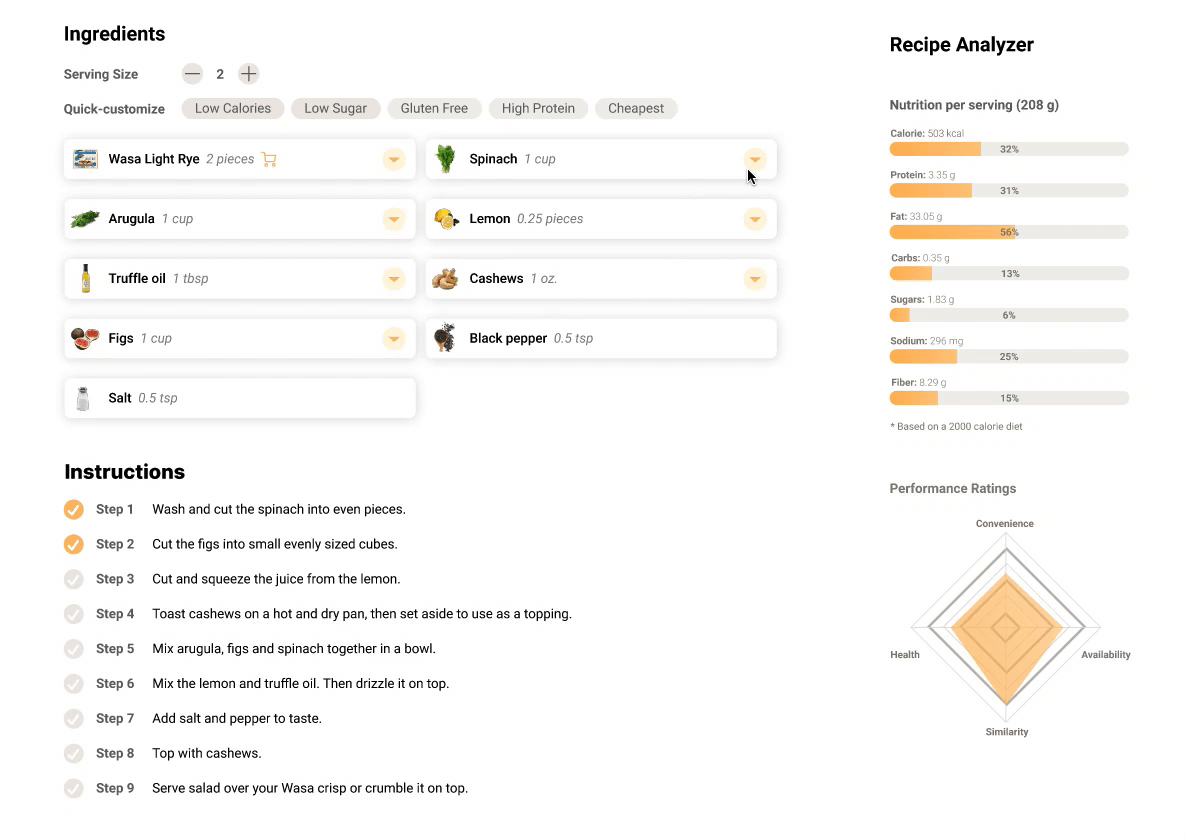 Ingredients
Serving Size 2
Quick-customize Low Calories Low Sugar Gluten Free High Protein Cheapest
Wasa Light Rye 2 pieces
Spinach 1 cup
Arugula 1 cup
Lemon 0.25 pieces
Truffle oil 1 tbsp
Cashews 1 oz.
Figs 1 cup
Black pepper 0.5 tsp
Salt 0.5 tsp
Instructions
Step 1 Wash and cut the spinach into even pieces.
Step 2 Cut the figs into small evenly sized cubes.
Step 3 Cut and squeeze the juice from the lemon.
Step 4 Toast cashews on a hot and dry pan, then set aside to use as a topping.
Step 5 Mix arugula, figs and spinach together in a bowl.
Step 6 Mix the lemon and truffle oil. Then drizzle it on top.
Step 7 Add salt and pepper to taste.
Step 8 Top with cashews.
Step 9 Serve salad over your Wasa crisp or crumble it on top.
Recipe Analyzer
Nutrition per serving (208 g)
Calorie: 503 kcal
32%
Protein: 3.35 g
31%
Fat: 33.05 g
56%
Carbs: 0.35 g
13%
Sugars: 1.83 g
6%
Sodium: 296 mg
25%
Fiber: 8.29 g
15%
* Based on a 2000 calorie diet
Performance Ratings
Convenience
Health
Availability
Similarity